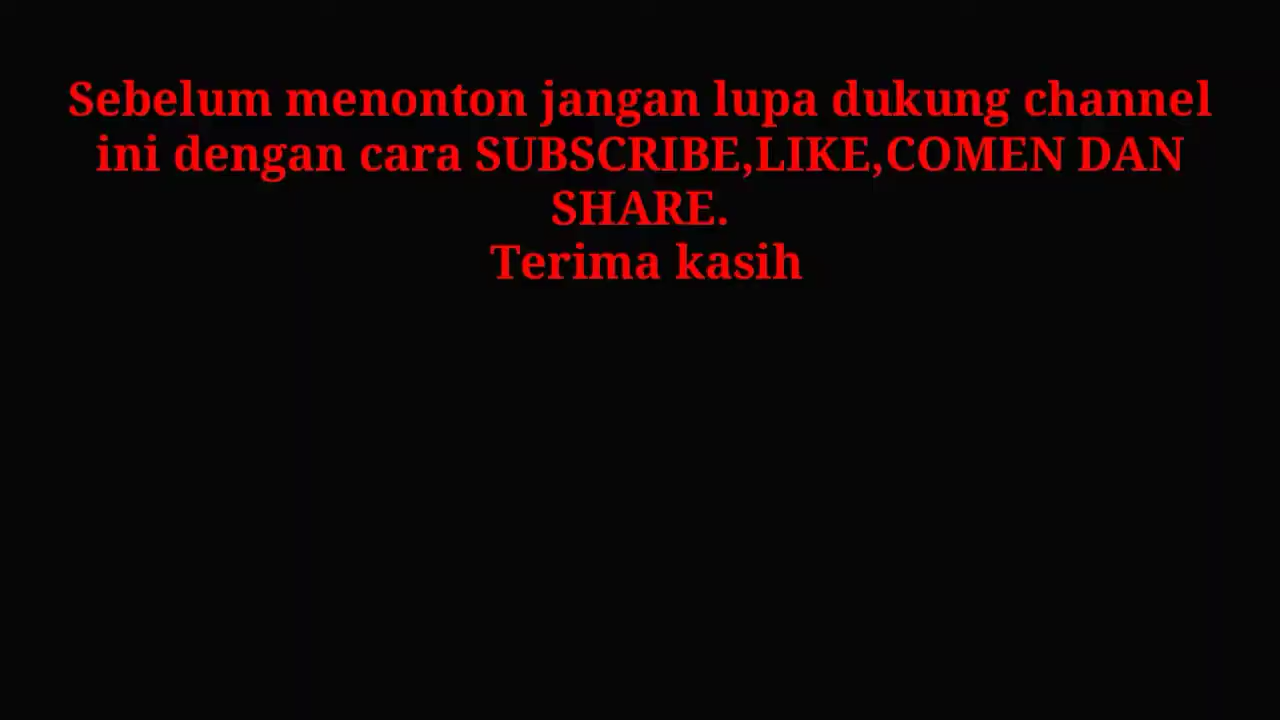 Sebelum menonton jangan lupa dukung channel
ini dengan cara SUBSCRIBE,LIKE,COMEN DAN
SHARE.
Terima kasih